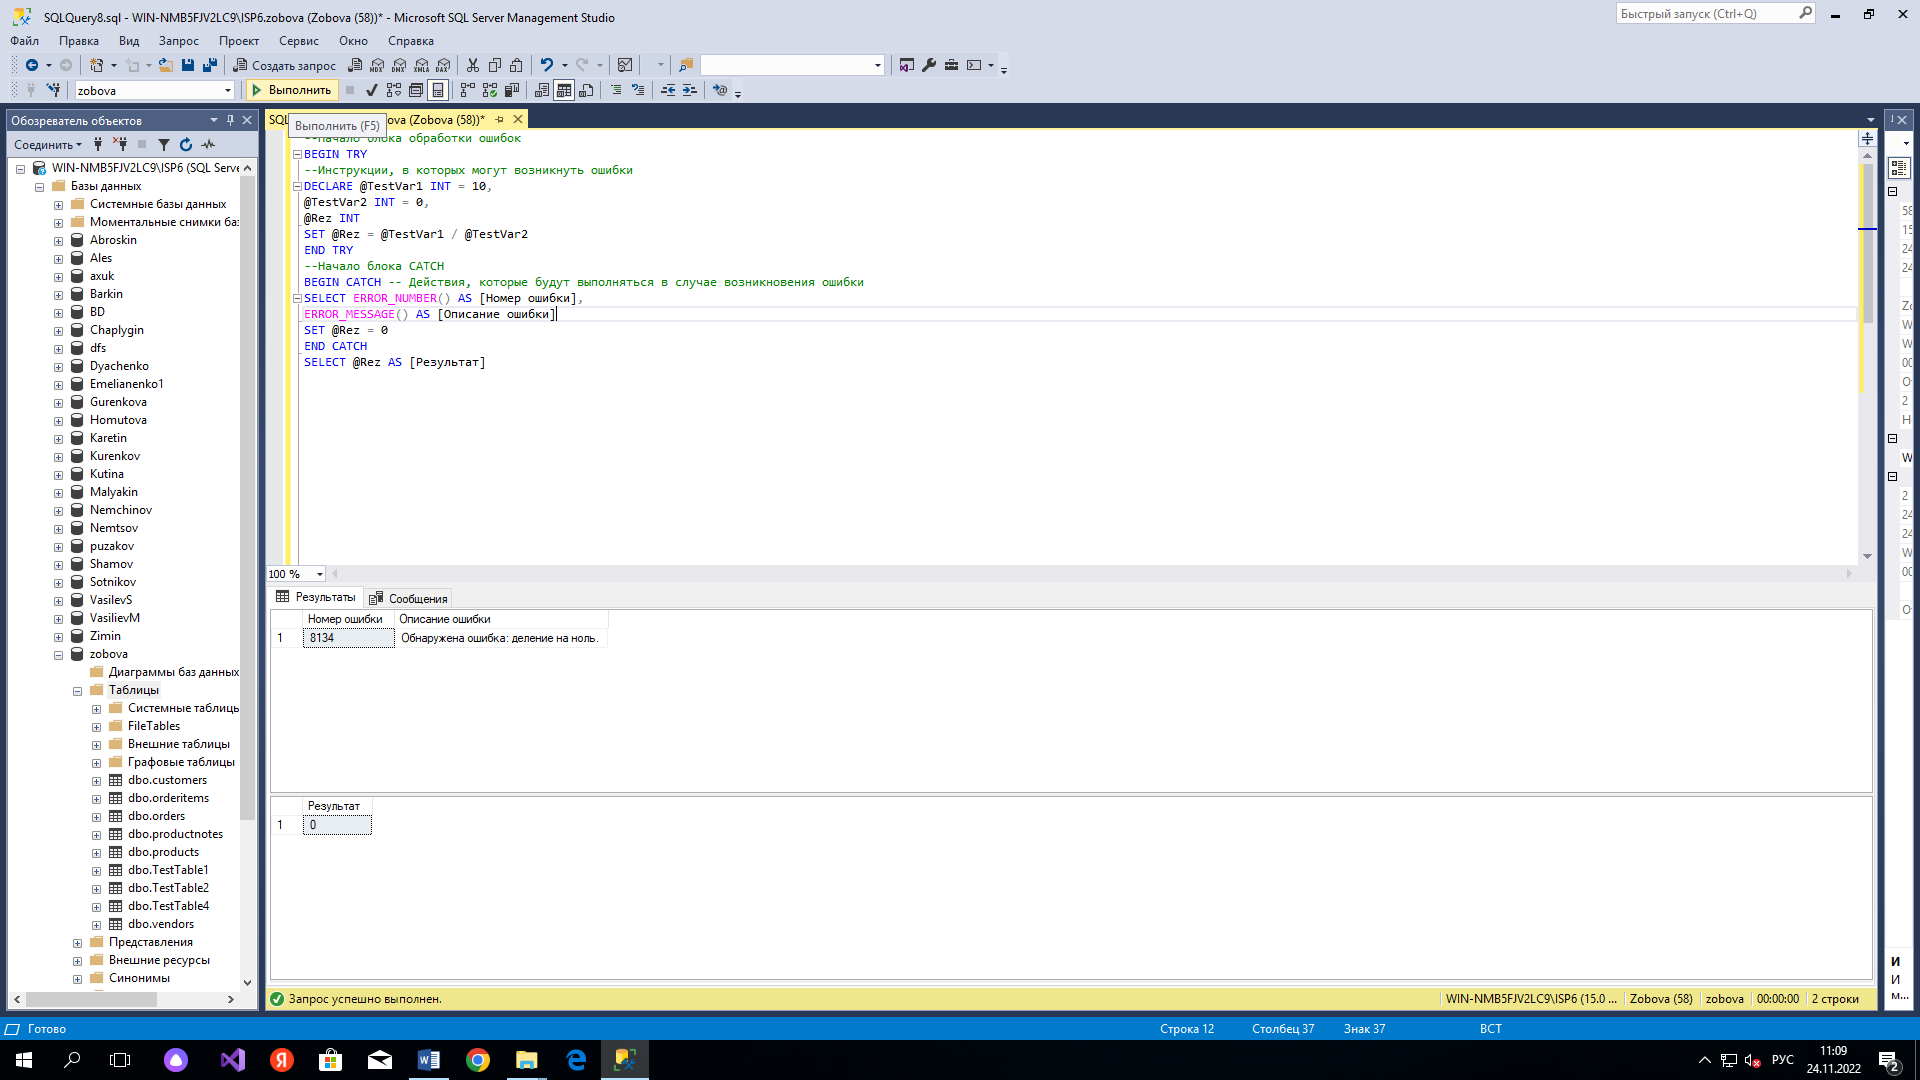 SQLQuery8.sql - WIN-NMB5FJV2LC9\ISP6.zobova (Zobova (58))* - Microsoft SQL Server Management Studio
Быстрый запуск (Ctrl+Q)
Файл Правка Вид Запрос Проект Сервис Окно Справка
Создать запрос
zobova
Выполнить
Обозреватель объектов
SQL
ova (Zobova (58))*
Выполнить (F5)
Соединить
WIN-NMB5FJV2LC9\ISP6 (SQL Serve
Базы данных
Системные базы данных
Моментальные снимки баз
Abroskin
Ales
axuk
Barkin
BD
Chaplygin
dfs
Dyachenko
Emelianenko1
Gurenkova
Homutova
Karetin
Kurenkov
Kutina
Malyakin
Nemchinov
Nemtsov
puzakov
Shamov
Sotnikov
VasilevS
VasilievM
Zimin
zobova
Диаграммы баз данных
Таблицы
Системные таблицы
FileTables
Внешние таблицы
Графовые таблицы
dbo.customers
dbo.orderitems
dbo.orders
dbo.productnotes
dbo.products
dbo.TestTable1
dbo.TestTable2
dbo.TestTable4
dbo.vendors
Представления
Внешние ресурсы
Синонимы
--Начало блока обработки ошибок
BEGIN TRY
--Инструкции, в которых могут возникнуть ошибки
DECLARE @TestVar1 INT = 10,
@TestVar2 INT = 0,
@Rez INT
SET @Rez = @TestVar1 / @TestVar2
END TRY
--Начало блока CATCH
BEGIN CATCH -- Действия, которые будут выполняться в случае возникновения ошибки
SELECT ERROR_NUMBER() AS [Номер ошибки],
ERROR_MESSAGE() AS [Описание ошибки]
SET @Rez = 0
END CATCH
SELECT @Rez AS [Результат]
100 %
Результаты Сообщения
Номер ошибки Описание ошибки
1 8134 Обнаружена ошибка: деление на ноль.
Результат
1 0
Запрос успешно выполнен.
WIN-NMB5FJV2LC9\ISP6 (15.0 ... Zobova (58) zobova 00:00:00 2 строки
Готово
Строка 12 Столбец 37 Знак 37 ВСТ
РУС
11:09
24.11.2022
2